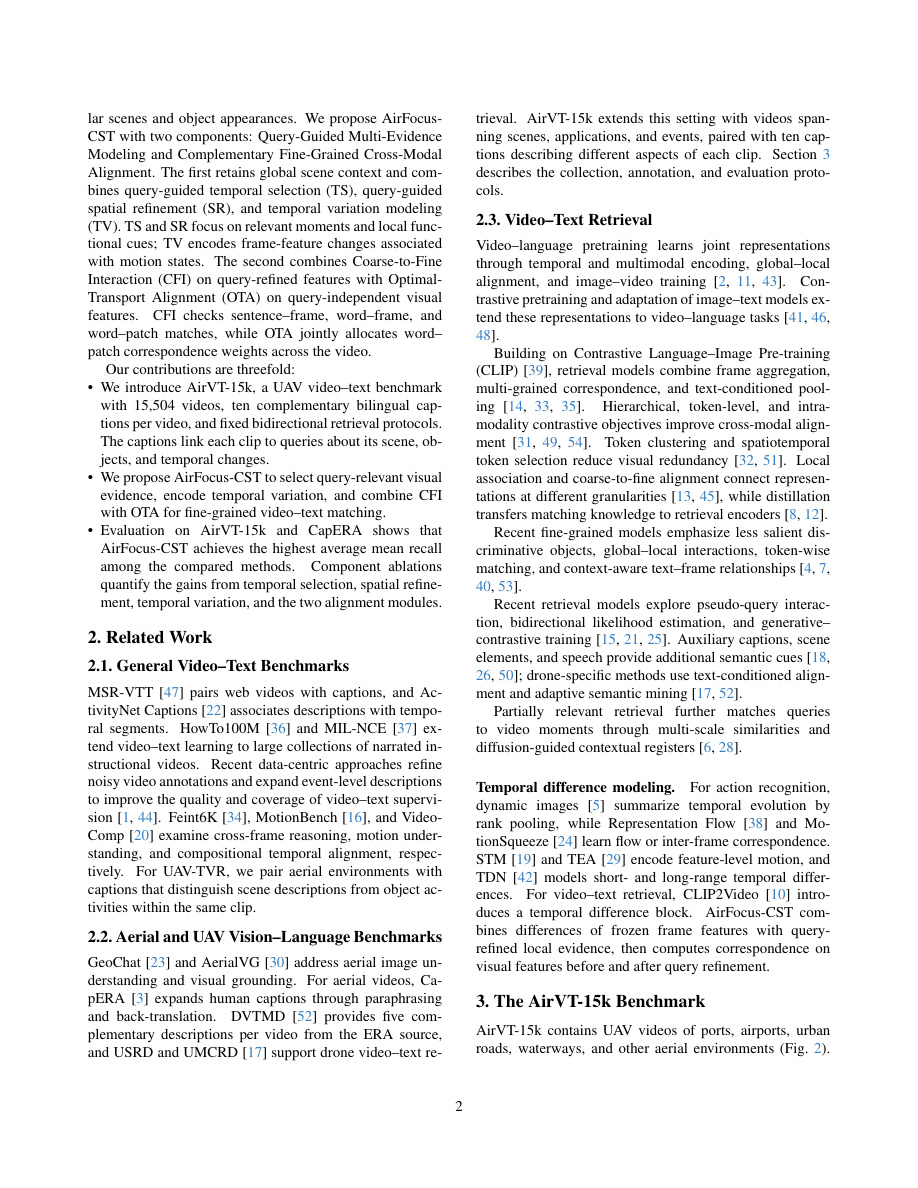 lar scenes and object appearances. We propose AirFocus-
CST with two components: Query-Guided Multi-Evidence
Modeling and Complementary Fine-Grained Cross-Modal
Alignment. The first retains global scene context and com-
bines query-guided temporal selection (TS), query-guided
spatial refinement (SR), and temporal variation modeling
(TV). TS and SR focus on relevant moments and local func-
tional cues; TV encodes frame-feature changes associated
with motion states. The second combines Coarse-to-Fine
Interaction (CFI) on query-refined features with Optimal-
Transport Alignment (OTA) on query-independent visual
features. CFI checks sentence–frame, word–frame, and
word–patch matches, while OTA jointly allocates word–
patch correspondence weights across the video.
Our contributions are threefold:
• We introduce AirVT-15k, a UAV video–text benchmark
with 15,504 videos, ten complementary bilingual cap-
tions per video, and fixed bidirectional retrieval protocols.
The captions link each clip to queries about its scene, ob-
jects, and temporal changes.
• We propose AirFocus-CST to select query-relevant visual
evidence, encode temporal variation, and combine CFI
with OTA for fine-grained video–text matching.
• Evaluation on AirVT-15k and CapERA shows that
AirFocus-CST achieves the highest average mean recall
among the compared methods. Component ablations
quantify the gains from temporal selection, spatial refine-
ment, temporal variation, and the two alignment modules.
2. Related Work
2.1. General Video–Text Benchmarks
MSR-VTT [47] pairs web videos with captions, and Ac-
tivityNet Captions [22] associates descriptions with tempo-
ral segments. HowTo100M [36] and MIL-NCE [37] ex-
tend video–text learning to large collections of narrated in-
structional videos. Recent data-centric approaches refine
noisy video annotations and expand event-level descriptions
to improve the quality and coverage of video–text supervi-
sion [1, 44]. Feint6K [34], MotionBench [16], and Video-
Comp [20] examine cross-frame reasoning, motion under-
standing, and compositional temporal alignment, respec-
tively. For UAV-TVR, we pair aerial environments with
captions that distinguish scene descriptions from object ac-
tivities within the same clip.
2.2. Aerial and UAV Vision–Language Benchmarks
GeoChat [23] and AerialVG [30] address aerial image un-
derstanding and visual grounding. For aerial videos, Ca-
pERA [3] expands human captions through paraphrasing
and back-translation. DVTMD [52] provides five com-
plementary descriptions per video from the ERA source,
and USRD and UMCRD [17] support drone video–text re-
trieval. AirVT-15k extends this setting with videos span-
ning scenes, applications, and events, paired with ten cap-
tions describing different aspects of each clip. Section 3
describes the collection, annotation, and evaluation proto-
cols.
2.3. Video–Text Retrieval
Video–language pretraining learns joint representations
through temporal and multimodal encoding, global–local
alignment, and image–video training [2, 11, 43]. Con-
trastive pretraining and adaptation of image–text models ex-
tend these representations to video–language tasks [41, 46,
48].
Building on Contrastive Language–Image Pre-training
(CLIP) [39], retrieval models combine frame aggregation,
multi-grained correspondence, and text-conditioned pool-
ing [14, 33, 35]. Hierarchical, token-level, and intra-
modality contrastive objectives improve cross-modal align-
ment [31, 49, 54]. Token clustering and spatiotemporal
token selection reduce visual redundancy [32, 51]. Local
association and coarse-to-fine alignment connect represen-
tations at different granularities [13, 45], while distillation
transfers matching knowledge to retrieval encoders [8, 12].
Recent fine-grained models emphasize less salient dis-
criminative objects, global–local interactions, token-wise
matching, and context-aware text–frame relationships [4, 7,
40, 53].
Recent retrieval models explore pseudo-query interac-
tion, bidirectional likelihood estimation, and generative–
contrastive training [15, 21, 25]. Auxiliary captions, scene
elements, and speech provide additional semantic cues [18,
26, 50]; drone-specific methods use text-conditioned align-
ment and adaptive semantic mining [17, 52].
Partially relevant retrieval further matches queries
to video moments through multi-scale similarities and
diffusion-guided contextual registers [6, 28].
Temporal difference modeling. For action recognition,
dynamic images [5] summarize temporal evolution by
rank pooling, while Representation Flow [38] and Mo-
tionSqueeze [24] learn flow or inter-frame correspondence.
STM [19] and TEA [29] encode feature-level motion, and
TDN [42] models short- and long-range temporal differ-
ences. For video–text retrieval, CLIP2Video [10] intro-
duces a temporal difference block. AirFocus-CST com-
bines differences of frozen frame features with query-
refined local evidence, then computes correspondence on
visual features before and after query refinement.
3. The AirVT-15k Benchmark
AirVT-15k contains UAV videos of ports, airports, urban
roads, waterways, and other aerial environments (Fig. 2).
2